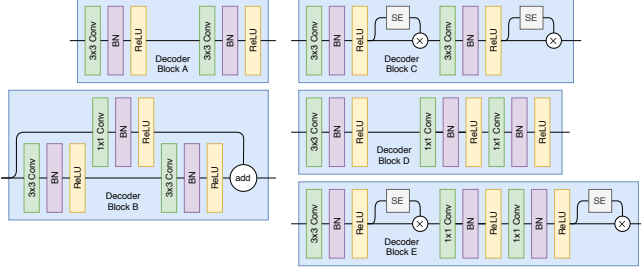 3x3 Conv
BN
ReLU
3x3 Conv
BN
ReLU
Decoder
Block A
1x1 Conv
BN
ReLU
3x3 Conv
BN
ReLU
3x3 Conv
BN
ReLU
add
Decoder
Block B
3x3 Conv
BN
ReLU
SE
×
3x3 Conv
BN
ReLU
SE
×
Decoder
Block C
3x3 Conv
BN
ReLU
1x1 Conv
BN
ReLU
1x1 Conv
BN
ReLU
Decoder
Block D
3x3 Conv
BN
ReLU
SE
×
1x1 Conv
BN
ReLU
1x1 Conv
BN
ReLU
SE
×
Decoder
Block E